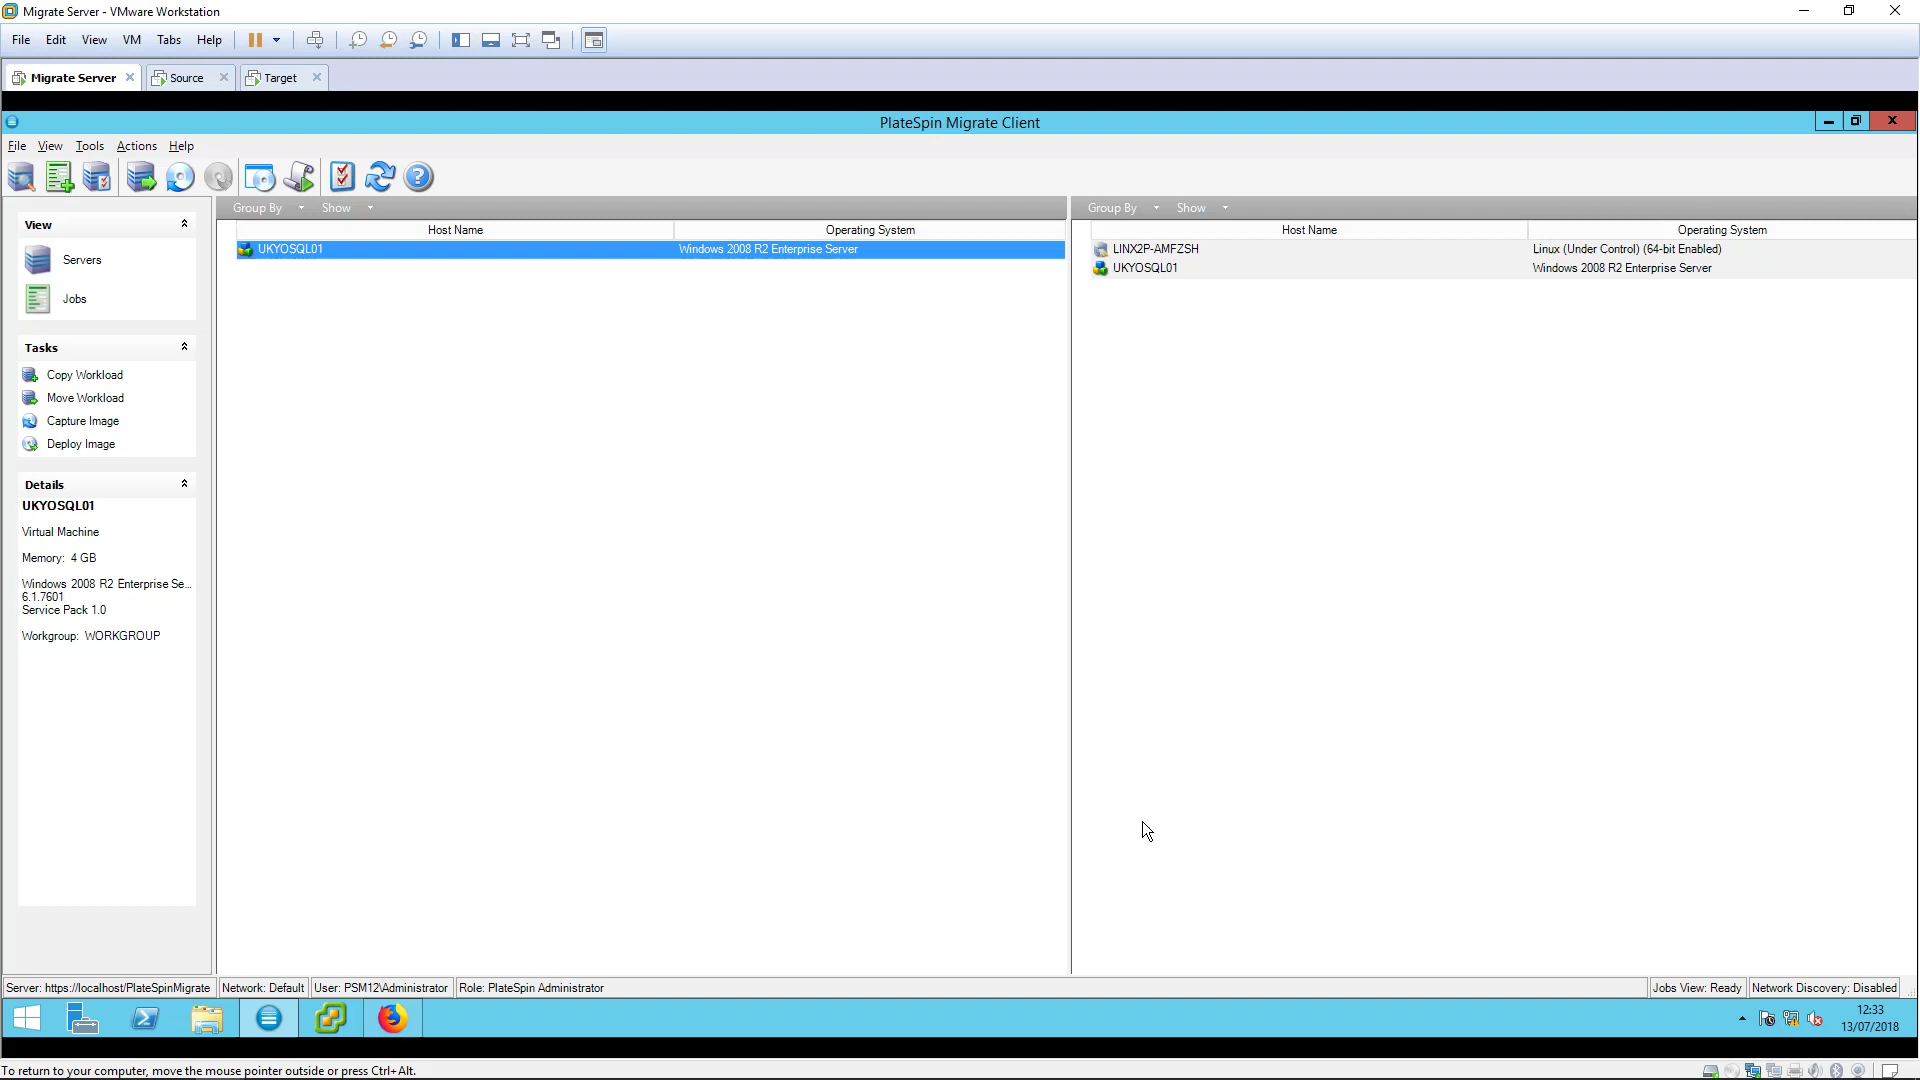 Migrate Server - VMware Workstation
File Edit View VM Tabs Help
Migrate Server Source Target
PlateSpin Migrate Client
File View Tools Actions Help
Group By Show
Group By Show
View
Servers
Jobs
Tasks
Copy Workload
Move Workload
Capture Image
Deploy Image
Details
UKYOSQL01
Virtual Machine
Memory: 4 GB
Windows 2008 R2 Enterprise Se...
6.1.7601
Service Pack 1.0
Workgroup: WORKGROUP
Host Name Operating System
UKYOSQL01 Windows 2008 R2 Enterprise Server
Host Name Operating System
LINX2P-AMFZSH Linux (Under Control) (64-bit Enabled)
UKYOSQL01 Windows 2008 R2 Enterprise Server
Server: https://localhost/PlateSpinMigrate Network: Default User: PSM12\Administrator Role: PlateSpin Administrator Jobs View: Ready Network Discovery: Disabled
12:33
13/07/2018
To return to your computer, move the mouse pointer outside or press Ctrl+Alt.